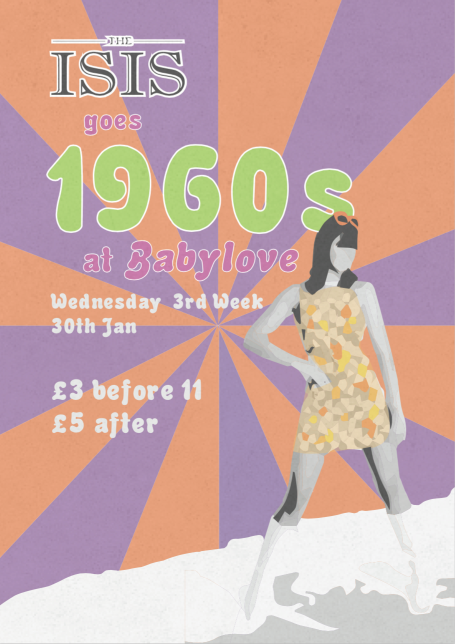 THE
ISIS
goes
1960s
at Babylove
Wednesday 3rd Week
30th Jan
£3 before 11
£5 after